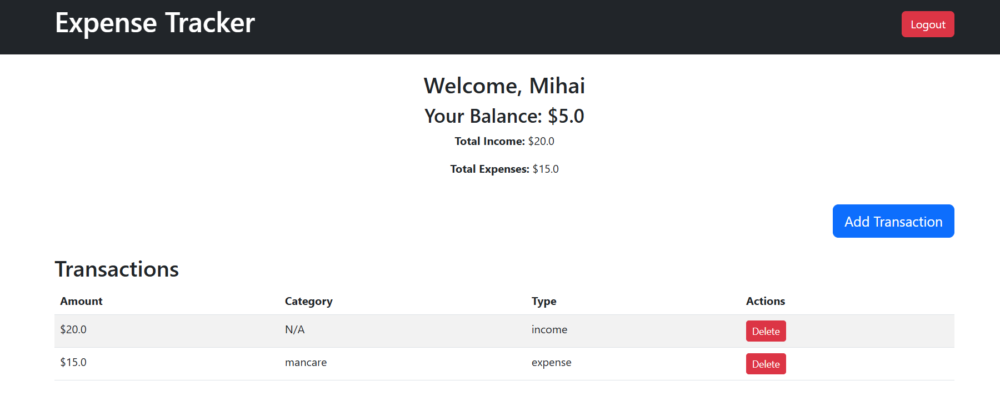 Expense Tracker
Logout
Welcome, Mihai
Your Balance: $5.0
Total Income: $20.0
Total Expenses: $15.0
Add Transaction
Transactions
Amount Category Type Actions
$20.0 N/A income Delete
$15.0 mancare expense Delete